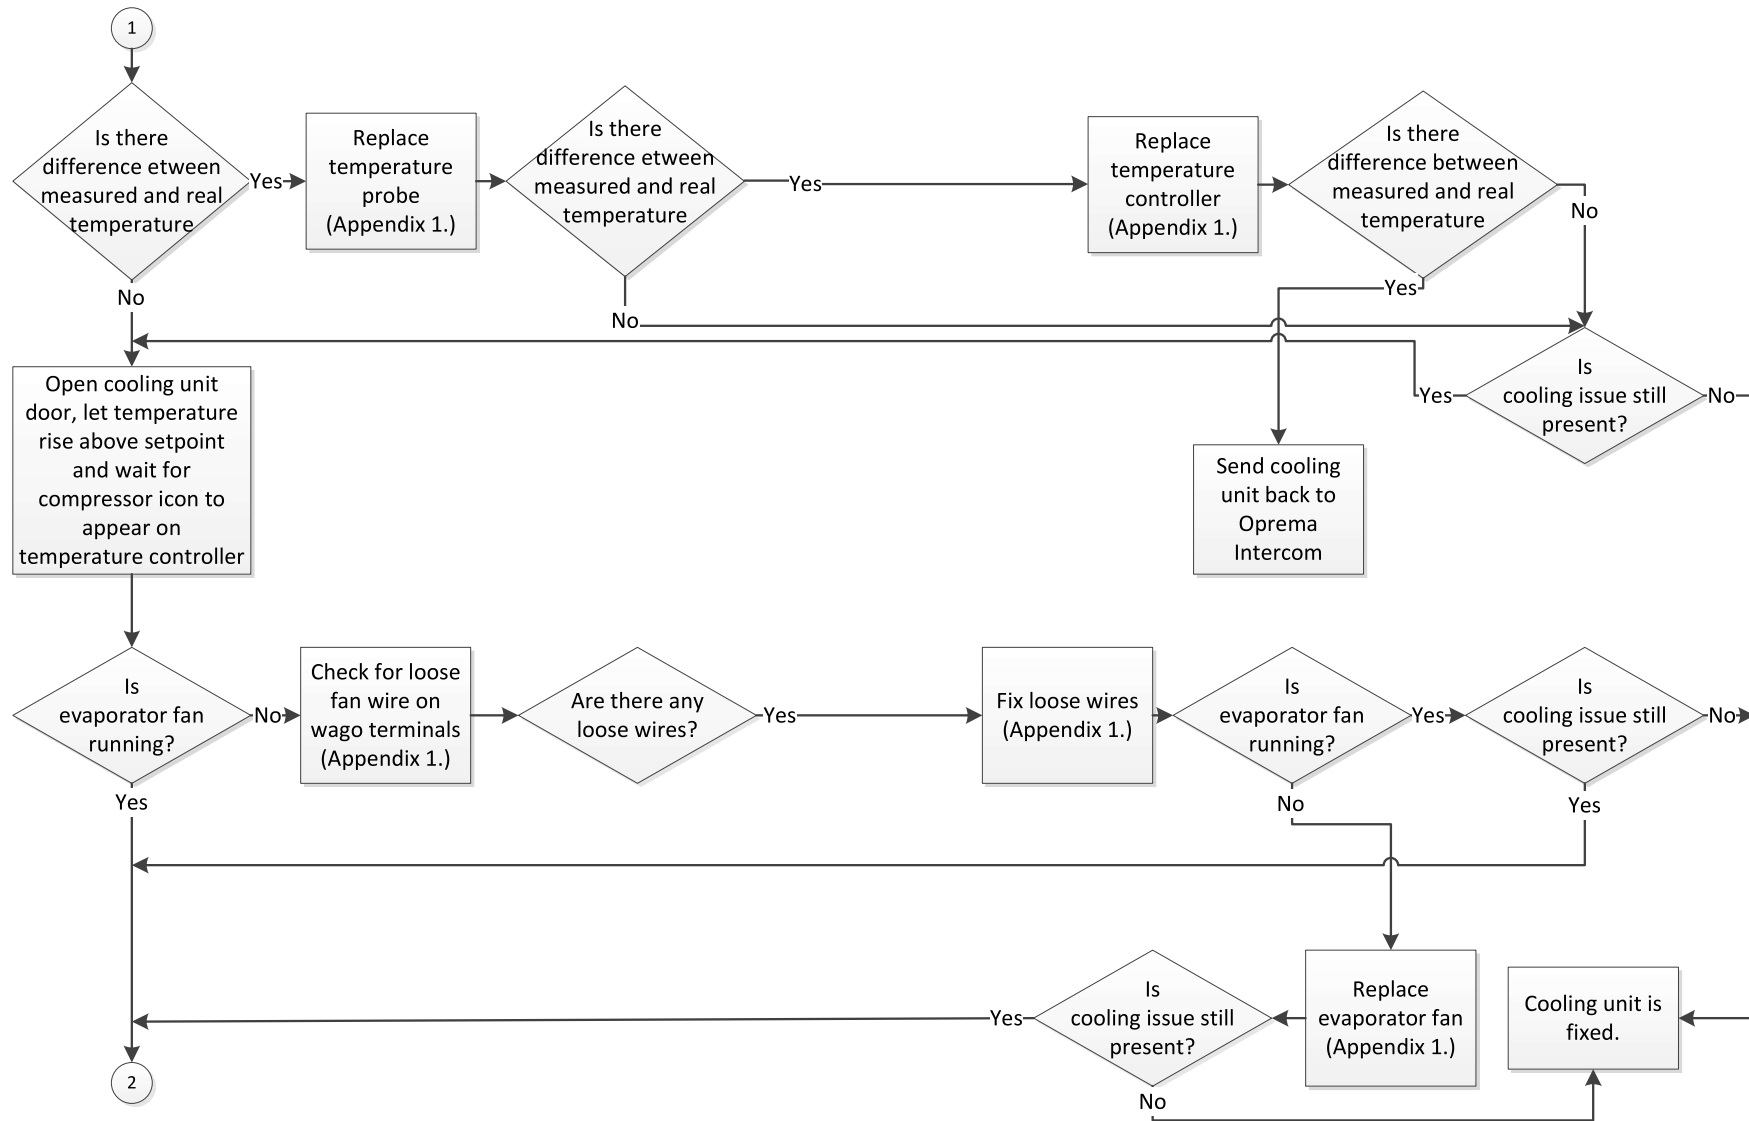 1
Is there
difference etween
measured and real
temperature
Yes
Replace
temperature
probe
(Appendix 1.)
Is there
difference etween
measured and real
temperature
Yes
Replace
temperature
controller
(Appendix 1.)
Is there
difference between
measured and real
temperature
No
Yes
No
No
Is
cooling issue still
present?
Yes
No
Open cooling unit
door, let temperature
rise above setpoint
and wait for
compressor icon to
appear on
temperature controller
Send cooling
unit back to
Oprema
Intercom
Is
evaporator fan
running?
No
Check for loose
fan wire on
wago terminals
(Appendix 1.)
Are there any
loose wires?
Yes
Fix loose wires
(Appendix 1.)
Is
evaporator fan
running?
Yes
Is
cooling issue still
present?
No
Yes
No
Yes
Yes
Is
cooling issue still
present?
Replace
evaporator fan
(Appendix 1.)
Cooling unit is
fixed.
2
No